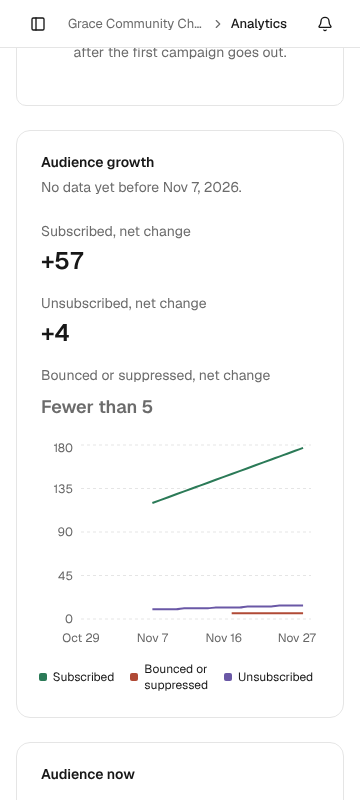 Grace Community Ch... > Analytics
after the first campaign goes out.
Audience growth
No data yet before Nov 7, 2026.
Subscribed, net change
+57
Unsubscribed, net change
+4
Bounced or suppressed, net change
Fewer than 5
180
135
90
45
0
Oct 29 Nov 7 Nov 16 Nov 27
Subscribed
Bounced or
suppressed
Unsubscribed
Audience now